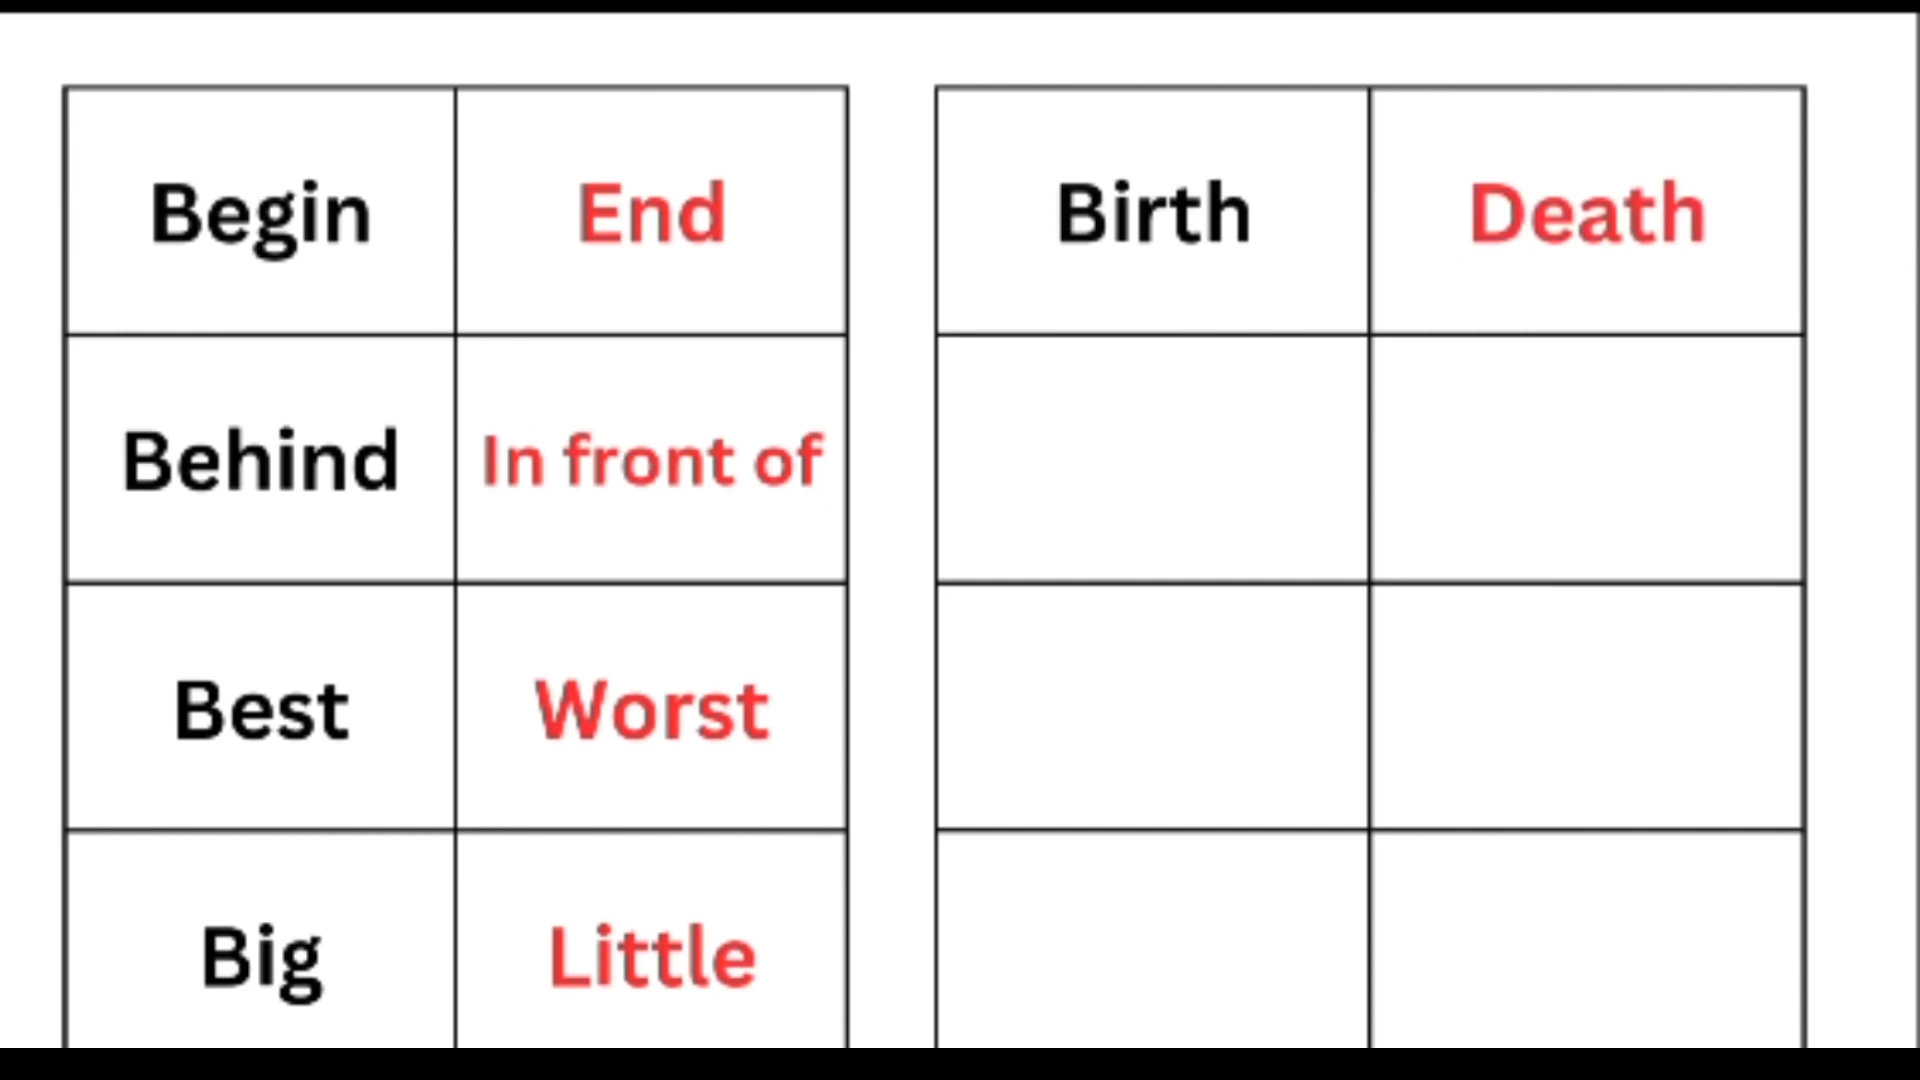 Begin End
Behind In front of
Best Worst
Big Little
Birth Death